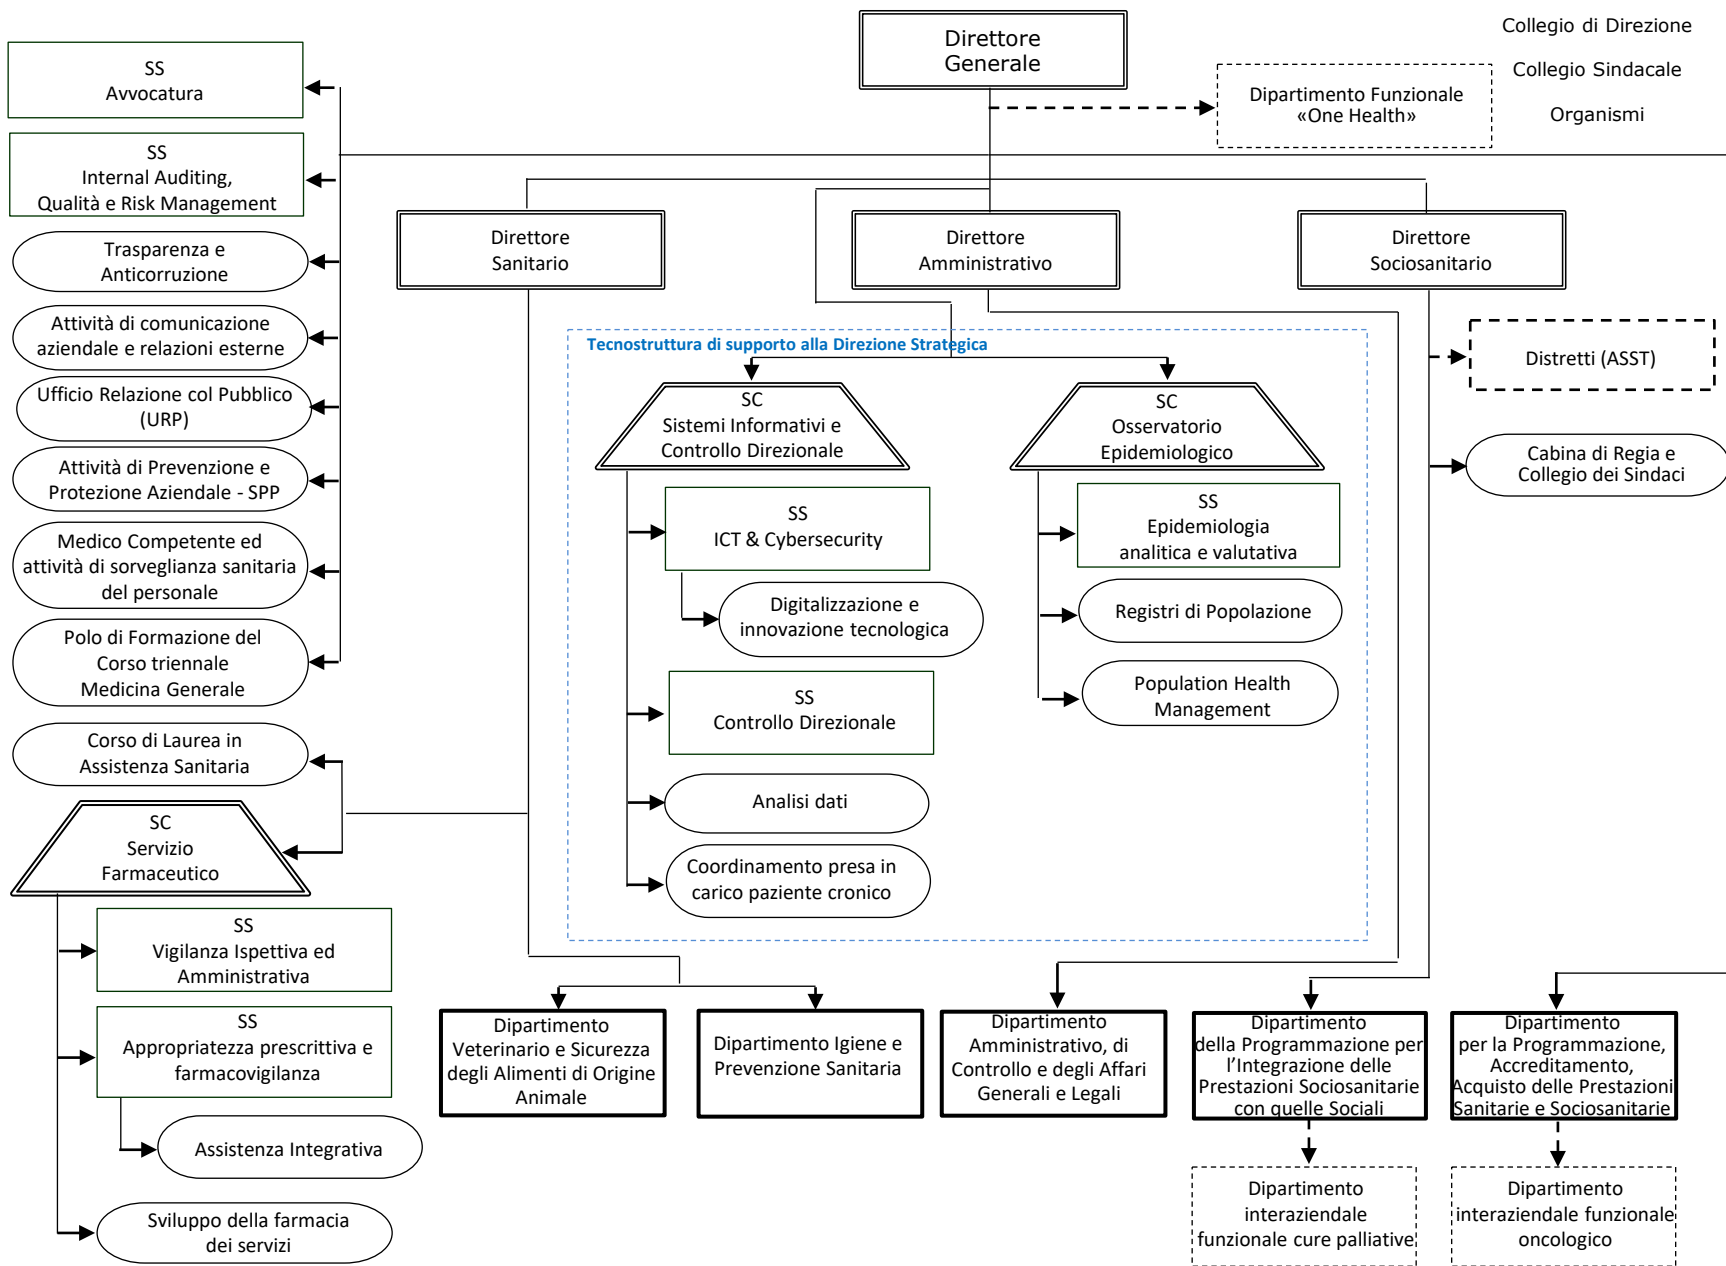 Direttore
Generale
Collegio di Direzione
Collegio Sindacale
Organismi
Dipartimento Funzionale
«One Health»
SS
Avvocatura
SS
Internal Auditing,
Qualità e Risk Management
Trasparenza e
Anticorruzione
Attività di comunicazione
aziendale e relazioni esterne
Ufficio Relazione col Pubblico
(URP)
Attività di Prevenzione e
Protezione Aziendale - SPP
Medico Competente ed
attività di sorveglianza sanitaria
del personale
Polo di Formazione del
Corso triennale
Medicina Generale
Corso di Laurea in
Assistenza Sanitaria
SC
Servizio
Farmaceutico
SS
Vigilanza Ispettiva ed
Amministrativa
SS
Appropriatezza prescrittiva e
farmacovigilanza
Assistenza Integrativa
Sviluppo della farmacia
dei servizi
Direttore
Sanitario
Direttore
Amministrativo
Direttore
Sociosanitario
Tecnostruttura di supporto alla Direzione Strategica
SC
Sistemi Informativi e
Controllo Direzionale
SS
ICT & Cybersecurity
Digitalizzazione e
innovazione tecnologica
SS
Controllo Direzionale
Analisi dati
Coordinamento presa in
carico paziente cronico
SC
Osservatorio
Epidemiologico
SS
Epidemiologia
analitica e valutativa
Registri di Popolazione
Population Health
Management
Distretti (ASST)
Cabina di Regia e
Collegio dei Sindaci
Dipartimento
Veterinario e Sicurezza
degli Alimenti di Origine
Animale
Dipartimento Igiene e
Prevenzione Sanitaria
Dipartimento
Amministrativo, di
Controllo e degli Affari
Generali e Legali
Dipartimento
della Programmazione per
l’Integrazione delle
Prestazioni Sociosanitarie
con quelle Sociali
Dipartimento
per la Programmazione,
Accreditamento,
Acquisto delle Prestazioni
Sanitarie e Sociosanitarie
Dipartimento
interaziendale
funzionale cure palliative
Dipartimento
interaziendale funzionale
oncologico